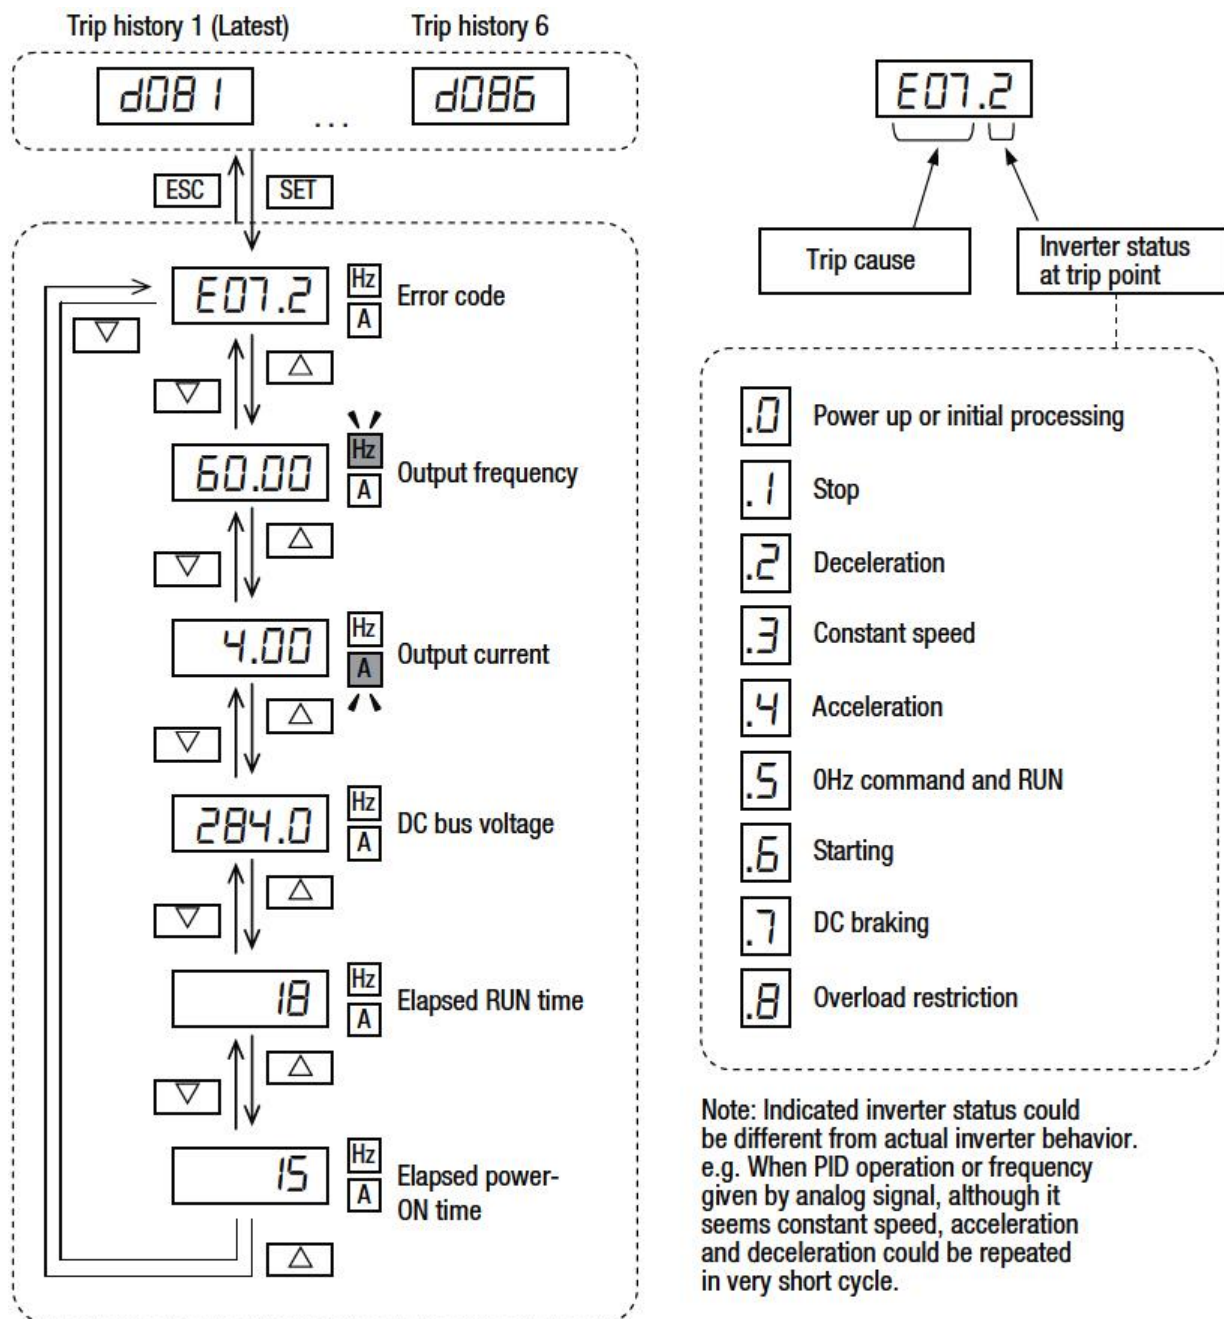 Trip history 1 (Latest)
Trip history 6
d081
...
d086
ESC
SET
E07.2
Hz
A
Error code
60.00
Hz
A
Output frequency
4.00
Hz
A
Output current
284.0
Hz
A
DC bus voltage
18
Hz
A
Elapsed RUN time
15
Hz
A
Elapsed power-
ON time
E07.2
Trip cause
Inverter status
at trip point
.0 Power up or initial processing
.1 Stop
.2 Deceleration
.3 Constant speed
.4 Acceleration
.5 0Hz command and RUN
.6 Starting
.7 DC braking
.8 Overload restriction
Note: Indicated inverter status could
be different from actual inverter behavior.
e.g. When PID operation or frequency
given by analog signal, although it
seems constant speed, acceleration
and deceleration could be repeated
in very short cycle.